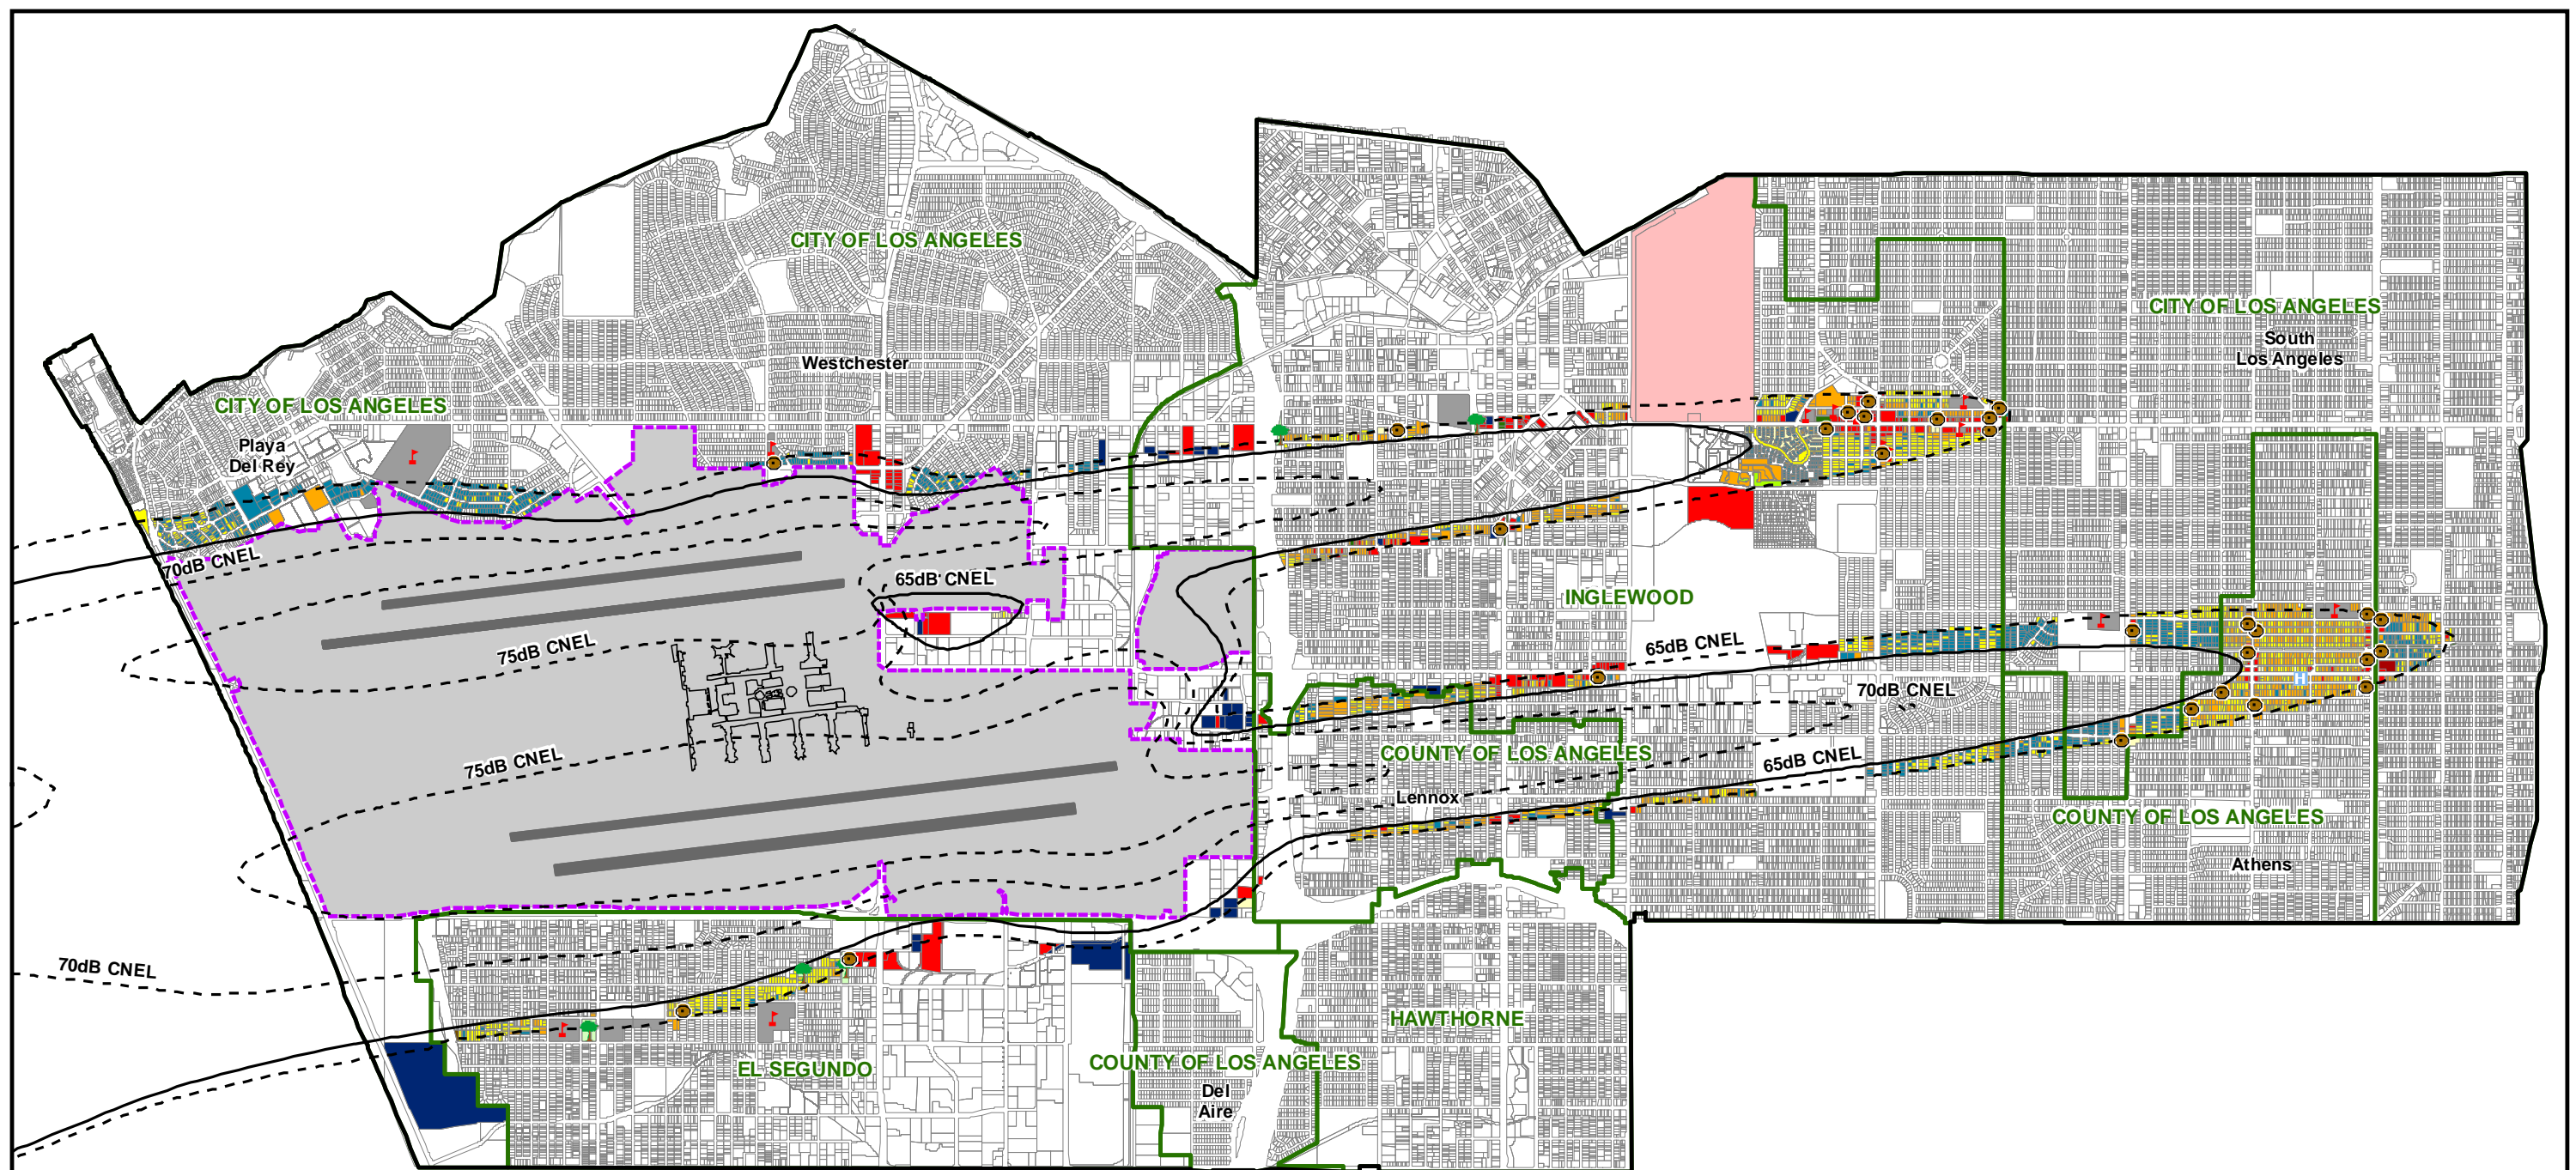 CITY OF LOS ANGELES
CITY OF LOS ANGELES
South
Los Angeles
Westchester
CITY OF LOS ANGELES
Playa
Del Rey
70dB CNEL
65dB CNEL
INGLEWOOD
75dB CNEL
65dB CNEL
H
70dB CNEL
75dB CNEL
COUNTY OF LOS ANGELES
65dB CNEL
Lennox
COUNTY OF LOS ANGELES
Athens
70dB CNEL
HAWTHORNE
EL SEGUNDO
COUNTY OF LOS ANGELES
Del
Aire